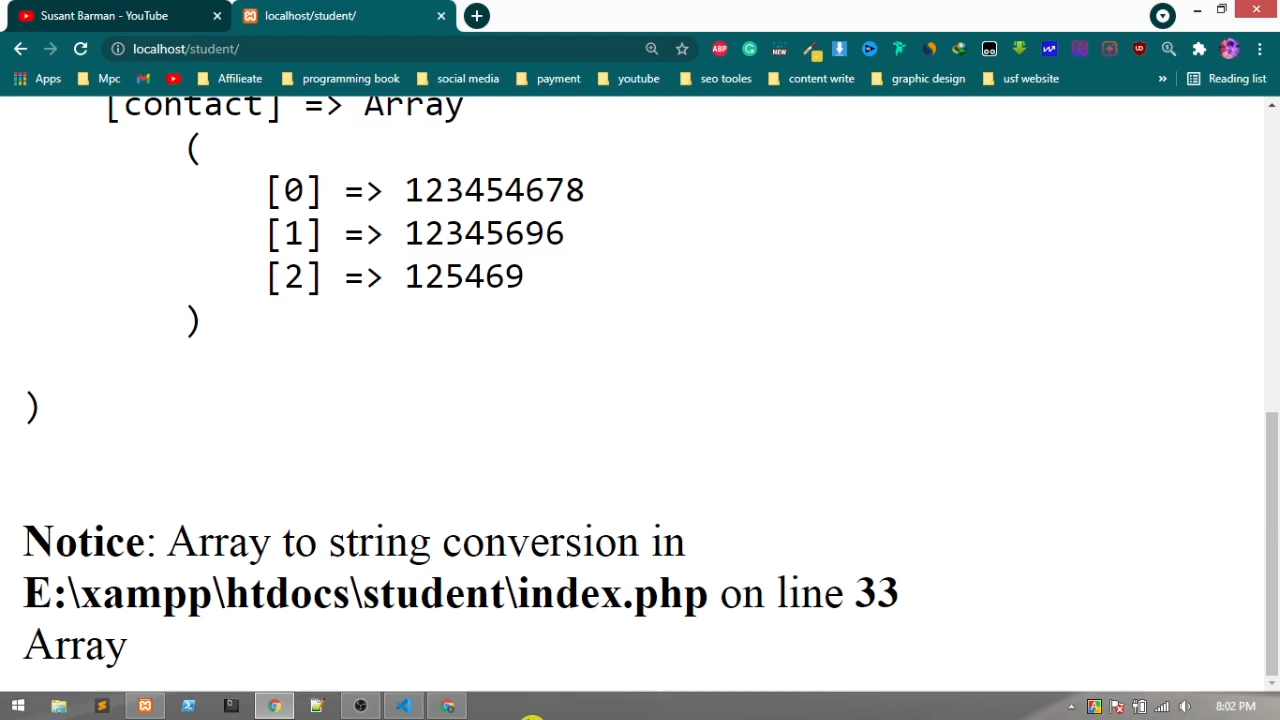 Susant Barman - YouTube
localhost/student/
localhost/student/
Apps Mpc Affilieate programming book social media payment youtube seo tooles content write graphic design usf website » Reading list
[contact] => Array
(
[0] => 123454678
[1] => 12345696
[2] => 125469
)
)
Notice: Array to string conversion in
E:\xampp\htdocs\student\index.php on line 33
Array
8:02 PM